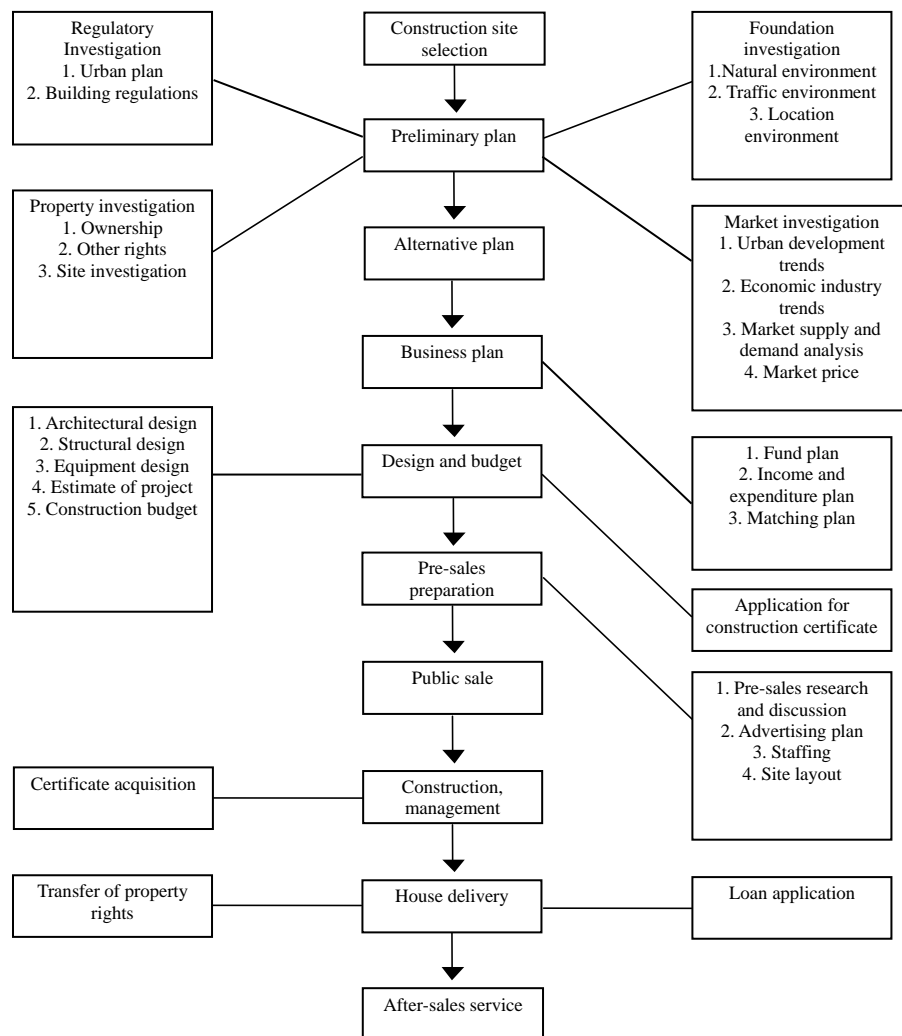 Regulatory
Investigation
1. Urban plan
2. Building regulations
Construction site
selection
Foundation
investigation
1.Natural environment
2. Traffic environment
3. Location
environment
Preliminary plan
Property investigation
1. Ownership
2. Other rights
3. Site investigation
Market investigation
1. Urban development
trends
2. Economic industry
trends
3. Market supply and
demand analysis
4. Market price
Alternative plan
Business plan
1. Architectural design
2. Structural design
3. Equipment design
4. Estimate of project
5. Construction budget
Design and budget
1. Fund plan
2. Income and
expenditure plan
3. Matching plan
Pre-sales
preparation
Application for
construction certificate
Public sale
1. Pre-sales research
and discussion
2. Advertising plan
3. Staffing
4. Site layout
Certificate acquisition
Construction,
management
Transfer of property
rights
House delivery
Loan application
After-sales service